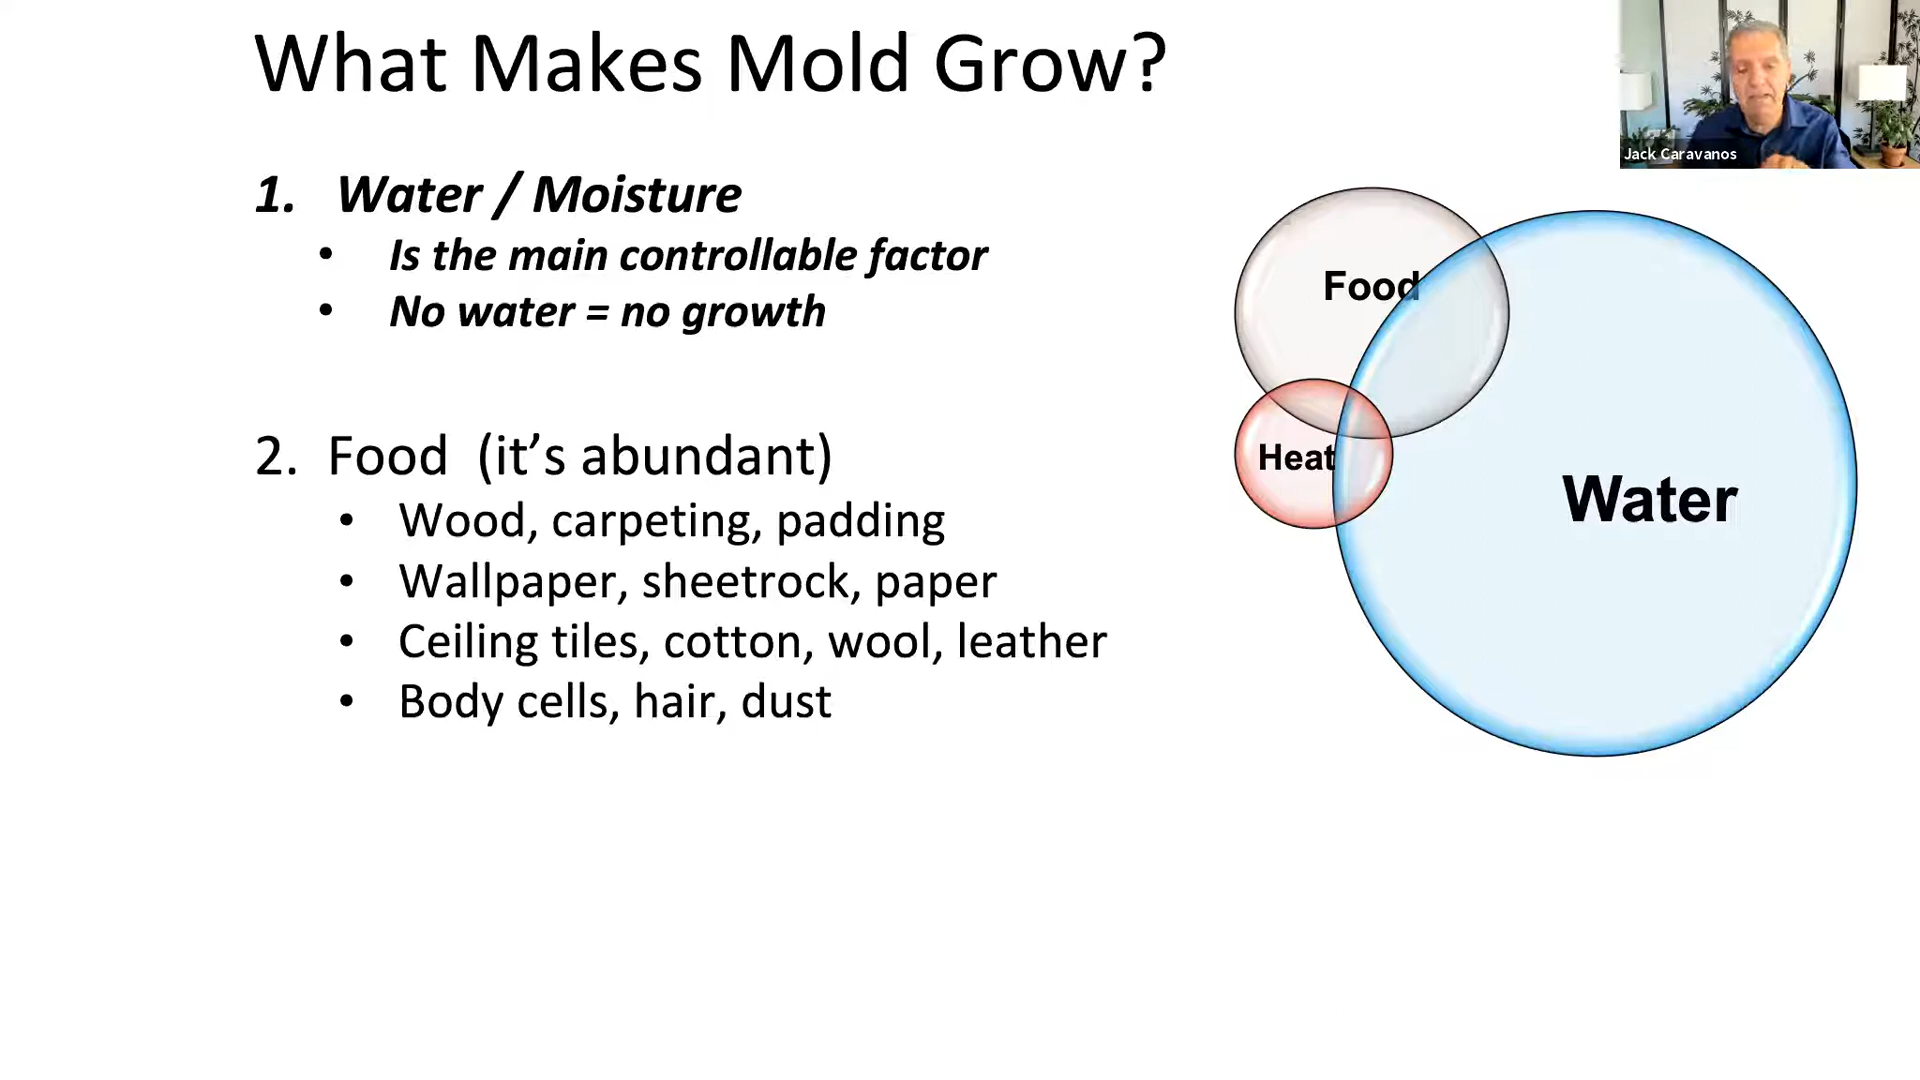 What Makes Mold Grow?
Jack Caravanos
1. Water / Moisture
• Is the main controllable factor
• No water = no growth
2. Food (it’s abundant)
• Wood, carpeting, padding
• Wallpaper, sheetrock, paper
• Ceiling tiles, cotton, wool, leather
• Body cells, hair, dust
Food
Heat
Water